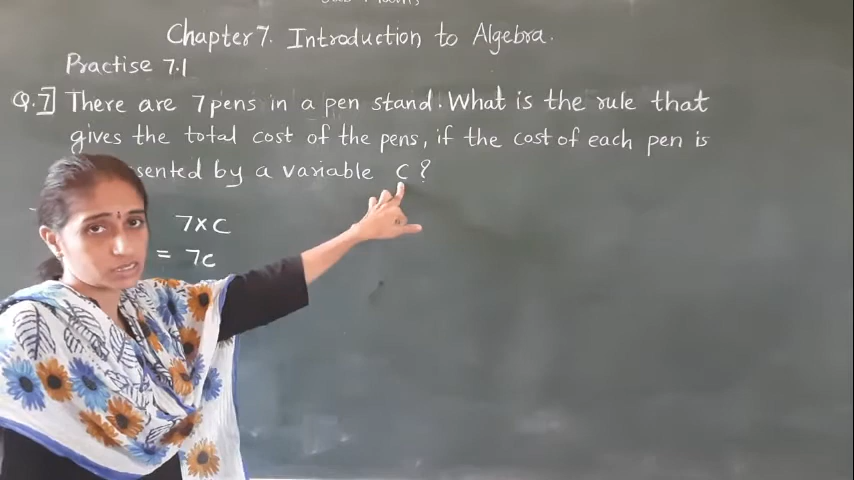 Chapter 7. Introduction to Algebra.
Practise 7.1
Q.7] There are 7 pens in a pen stand. What is the rule that
gives the total cost of the pens, if the cost of each pen is
sented by a variable c?
7×c
= 7c